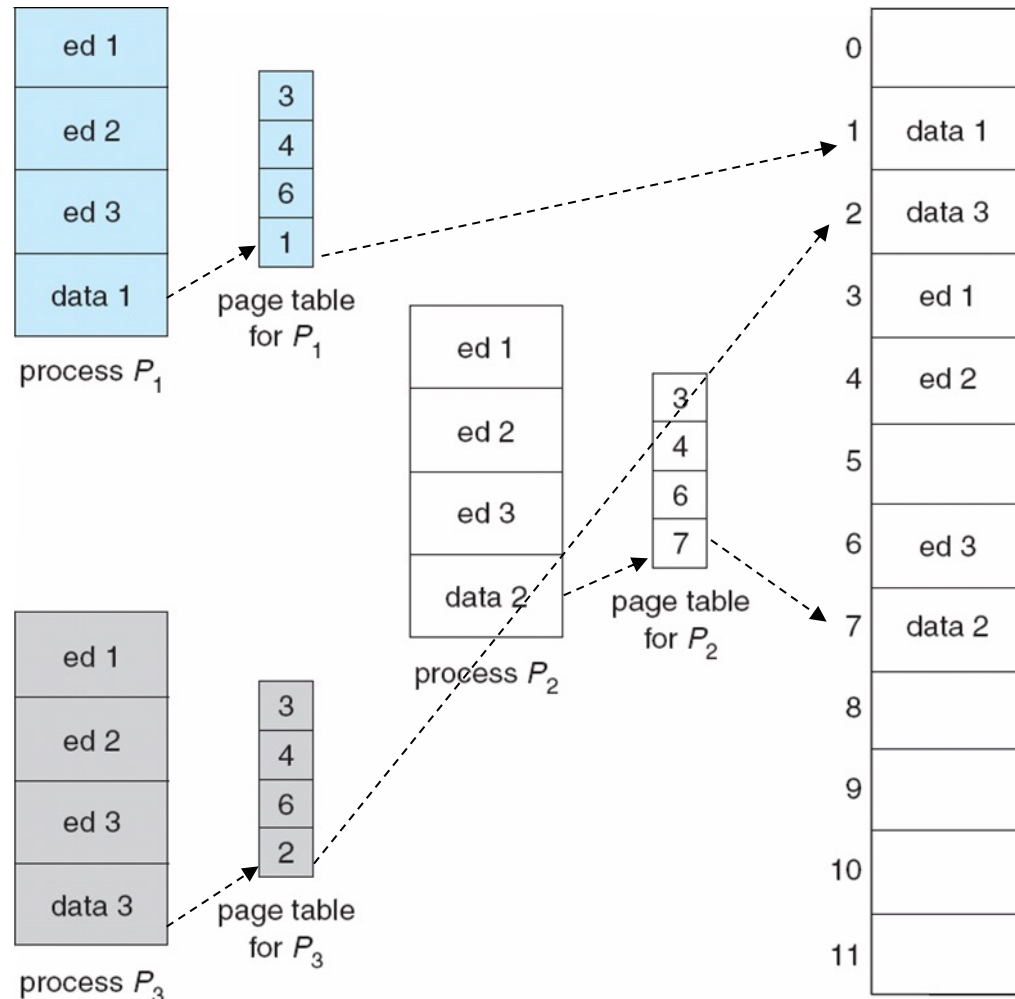 ed 1
ed 2
ed 3
data 1
process P1
3
4
6
1
page table
for P1
ed 1
ed 2
ed 3
data 2
process P2
3
4
6
7
page table
for P2
ed 1
ed 2
ed 3
data 3
process P3
3
4
6
2
page table
for P3
0
1 data 1
2 data 3
3 ed 1
4 ed 2
5
6 ed 3
7 data 2
8
9
10
11